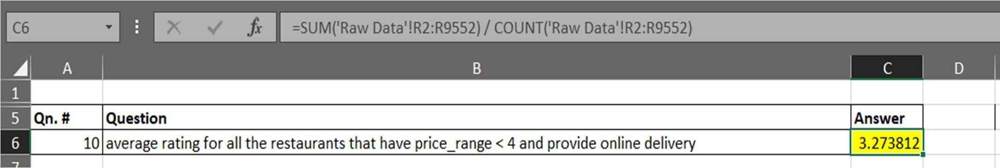 C6 fx =SUM('Raw Data'!R2:R9552) / COUNT('Raw Data'!R2:R9552)
A B C D
1
5 Qn. # Question Answer
6 10 average rating for all the restaurants that have price_range < 4 and provide online delivery 3.273812
7